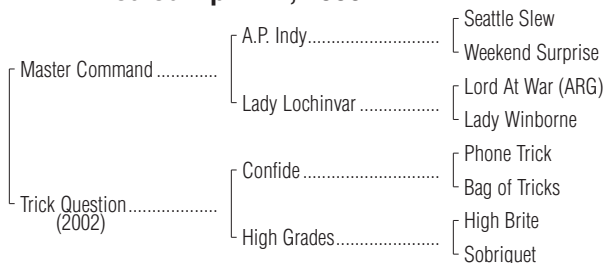 Seattle Slew
A.P. Indy
Weekend Surprise
Master Command
Lord At War (ARG)
Lady Lochinvar
Lady Winborne
Phone Trick
Confide
Bag of Tricks
Trick Question
(2002)
High Brite
High Grades
Sobriquet